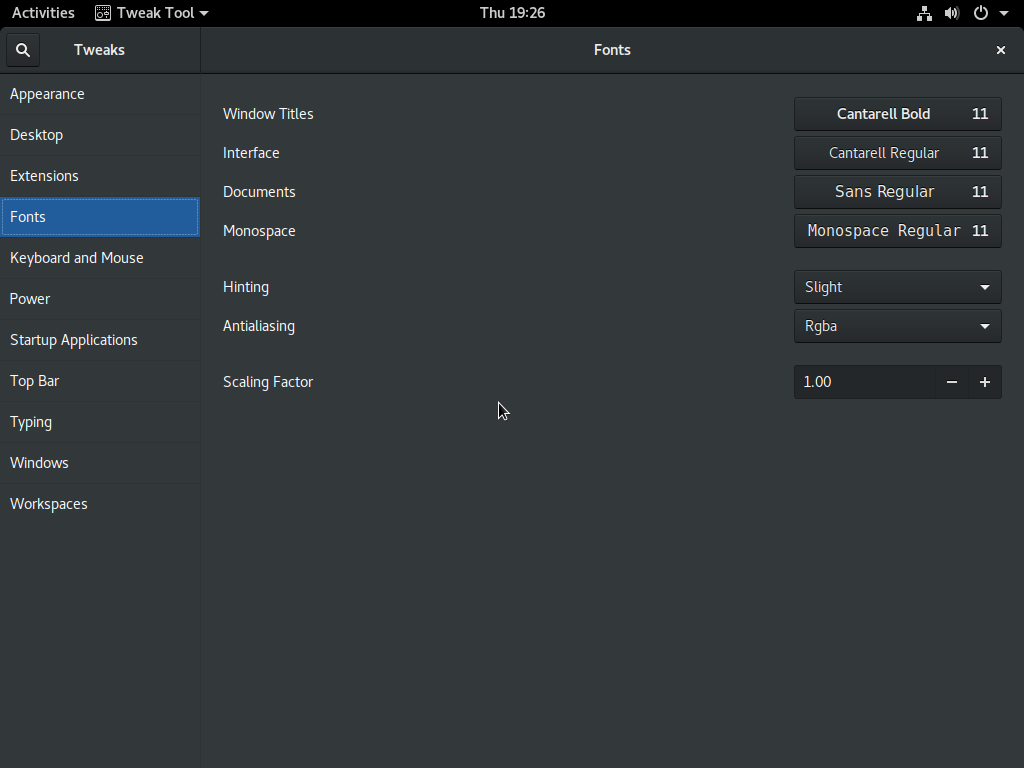 Activities Tweak Tool Thu 19:26
Tweaks Fonts
Appearance
Desktop
Extensions
Fonts
Keyboard and Mouse
Power
Startup Applications
Top Bar
Typing
Windows
Workspaces
Window Titles Cantarell Bold 11
Interface Cantarell Regular 11
Documents Sans Regular 11
Monospace Monospace Regular 11
Hinting Slight
Antialiasing Rgba
Scaling Factor 1.00